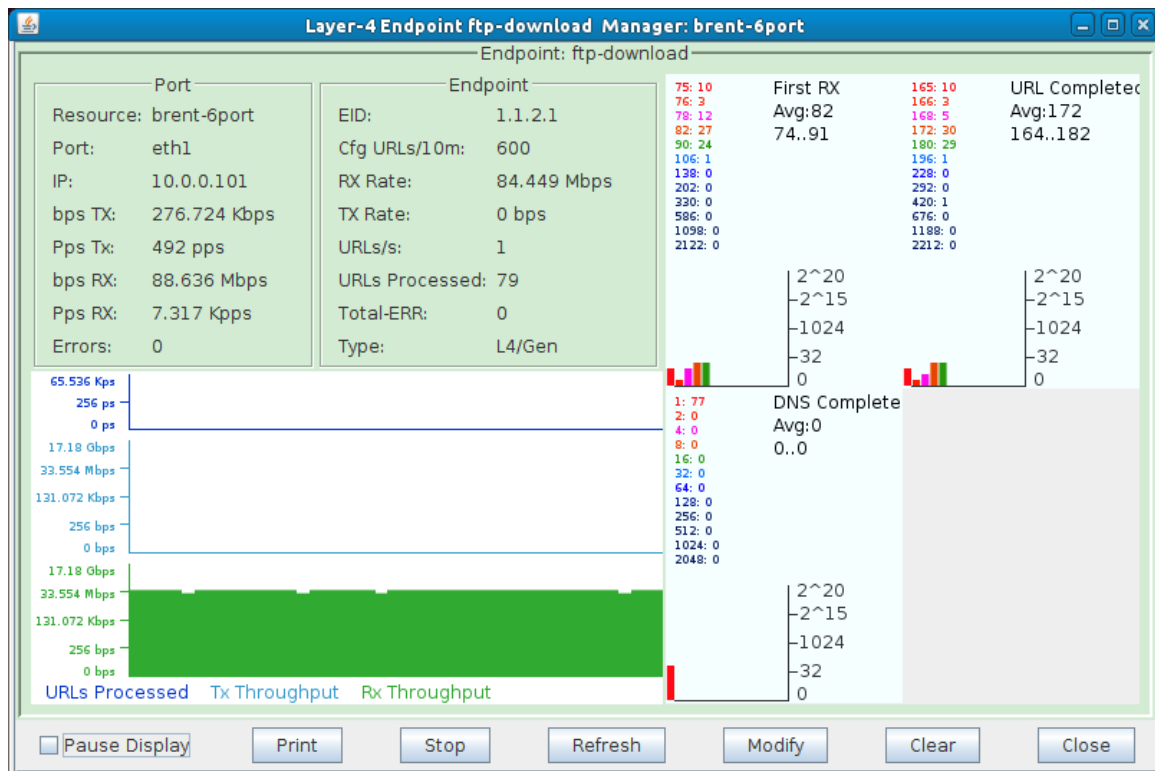 Layer-4 Endpoint ftp-download  Manager: brent-6port
Endpoint: ftp-download
Port
Resource: brent-6port
Port: eth1
IP: 10.0.0.101
bps TX: 276.724 Kbps
Pps Tx: 492 pps
bps RX: 88.636 Mbps
Pps RX: 7.317 Kpps
Errors: 0
Endpoint
EID: 1.1.2.1
Cfg URLs/10m: 600
RX Rate: 84.449 Mbps
TX Rate: 0 bps
URLs/s: 1
URLs Processed: 79
Total-ERR: 0
Type: L4/Gen
75: 10
76: 3
78: 12
82: 27
90: 24
106: 1
138: 0
202: 0
330: 0
586: 0
1098: 0
2122: 0
First RX
Avg:82
74..91
2^20
2^15
1024
32
0
165: 10
166: 3
168: 5
172: 30
180: 29
196: 1
228: 0
292: 0
420: 1
676: 0
1188: 0
2212: 0
URL Completed
Avg:172
164..182
2^20
2^15
1024
32
0
65.536 Kps
256 ps
0 ps
17.18 Gbps
33.554 Mbps
131.072 Kbps
256 bps
0 bps
17.18 Gbps
33.554 Mbps
131.072 Kbps
256 bps
0 bps
URLs Processed Tx Throughput Rx Throughput
1: 77
2: 0
4: 0
8: 0
16: 0
32: 0
64: 0
128: 0
256: 0
512: 0
1024: 0
2048: 0
DNS Complete
Avg:0
0..0
2^20
2^15
1024
32
0
Pause Display
Print
Stop
Refresh
Modify
Clear
Close